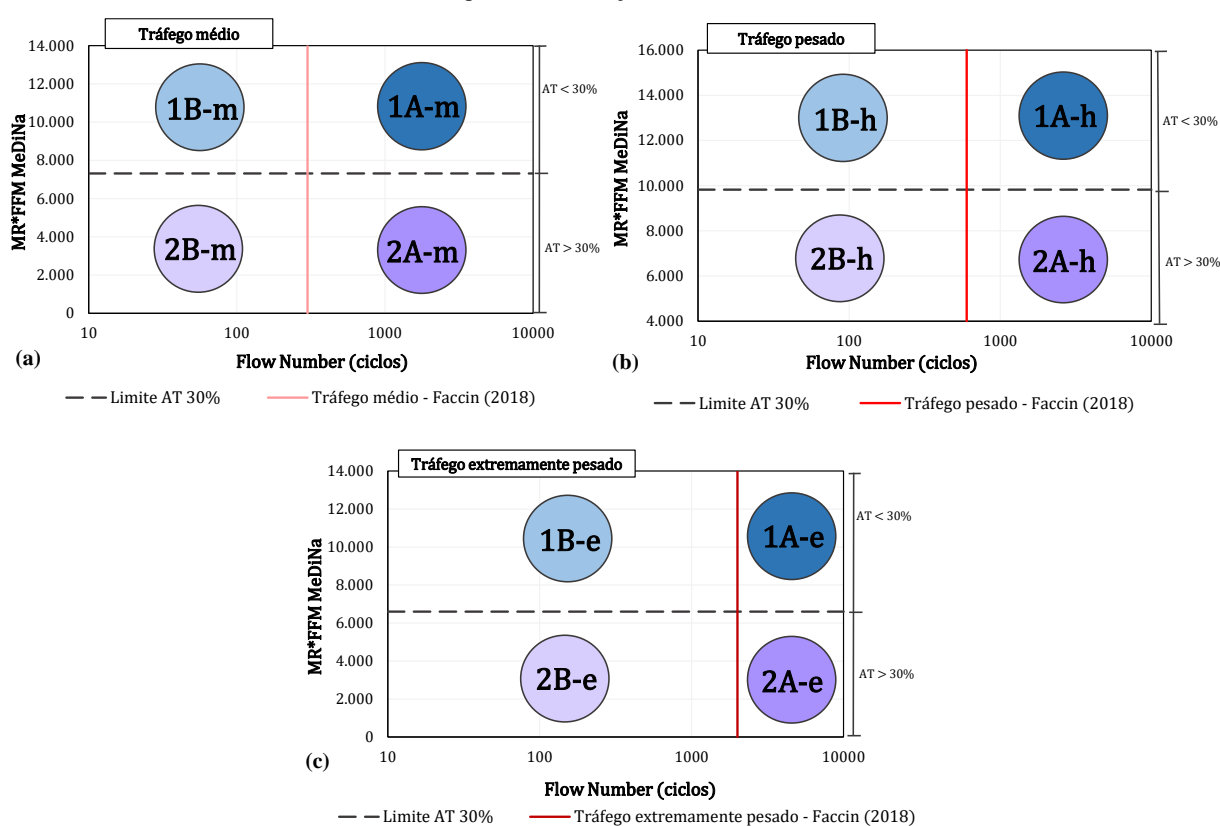 Tráfego médio
14.000
12.000
10.000
8.000
6.000
4.000
2.000
0
MR*FFM MeDiNa
1B-m
1A-m
2B-m
2A-m
AT < 30%
AT > 30%
10 100 1000 10000
(a)
Flow Number (ciclos)
Limite AT 30% Tráfego médio - Faccin (2018)
Tráfego pesado
16.000
14.000
12.000
10.000
8.000
6.000
4.000
MR*FFM MeDiNa
1B-h
1A-h
2B-h
2A-h
AT < 30%
AT > 30%
10 100 1000 10000
(b)
Flow Number (ciclos)
Limite AT 30% Tráfego pesado - Faccin (2018)
Tráfego extremamente pesado
14.000
12.000
10.000
8.000
6.000
4.000
2.000
0
MR*FFM MeDiNa
1B-e
1A-e
2B-e
2A-e
AT < 30%
AT > 30%
10 100 1000 10000
(c)
Flow Number (ciclos)
Limite AT 30% Tráfego extremamente pesado - Faccin (2018)